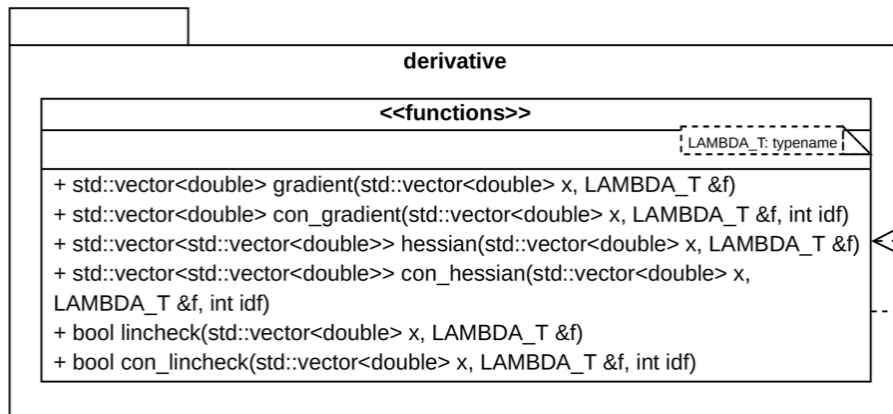 derivative
<<functions>>
LAMBDA_T: typename
+ std::vector<double> gradient(std::vector<double> x, LAMBDA_T &f)
+ std::vector<double> con_gradient(std::vector<double> x, LAMBDA_T &f, int idf)
+ std::vector<std::vector<double>> hessian(std::vector<double> x, LAMBDA_T &f)
+ std::vector<std::vector<double>> con_hessian(std::vector<double> x,
LAMBDA_T &f, int idf)
+ bool lincheck(std::vector<double> x, LAMBDA_T &f)
+ bool con_lincheck(std::vector<double> x, LAMBDA_T &f, int idf)